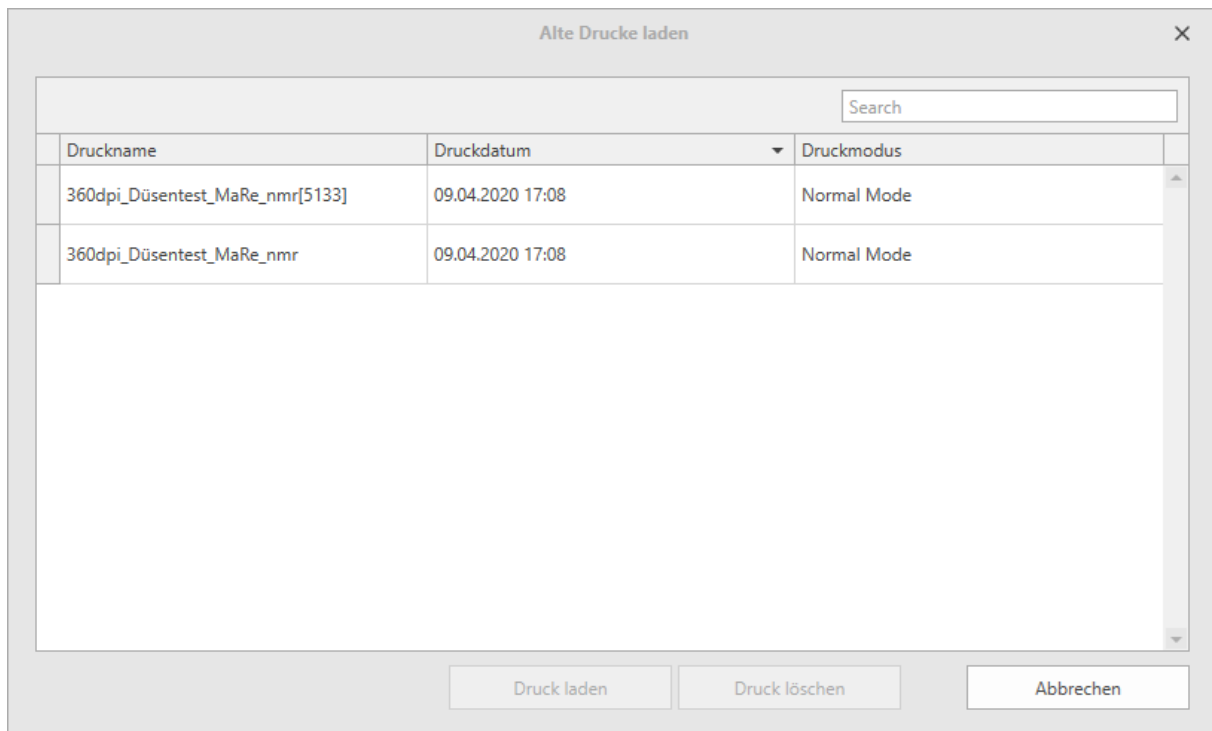 Alte Drucke laden
Search
Druckname Druckdatum Druckmodus
360dpi_Düsentest_MaRe_nmr[5133] 09.04.2020 17:08 Normal Mode
360dpi_Düsentest_MaRe_nmr 09.04.2020 17:08 Normal Mode
Druck laden Druck löschen Abbrechen